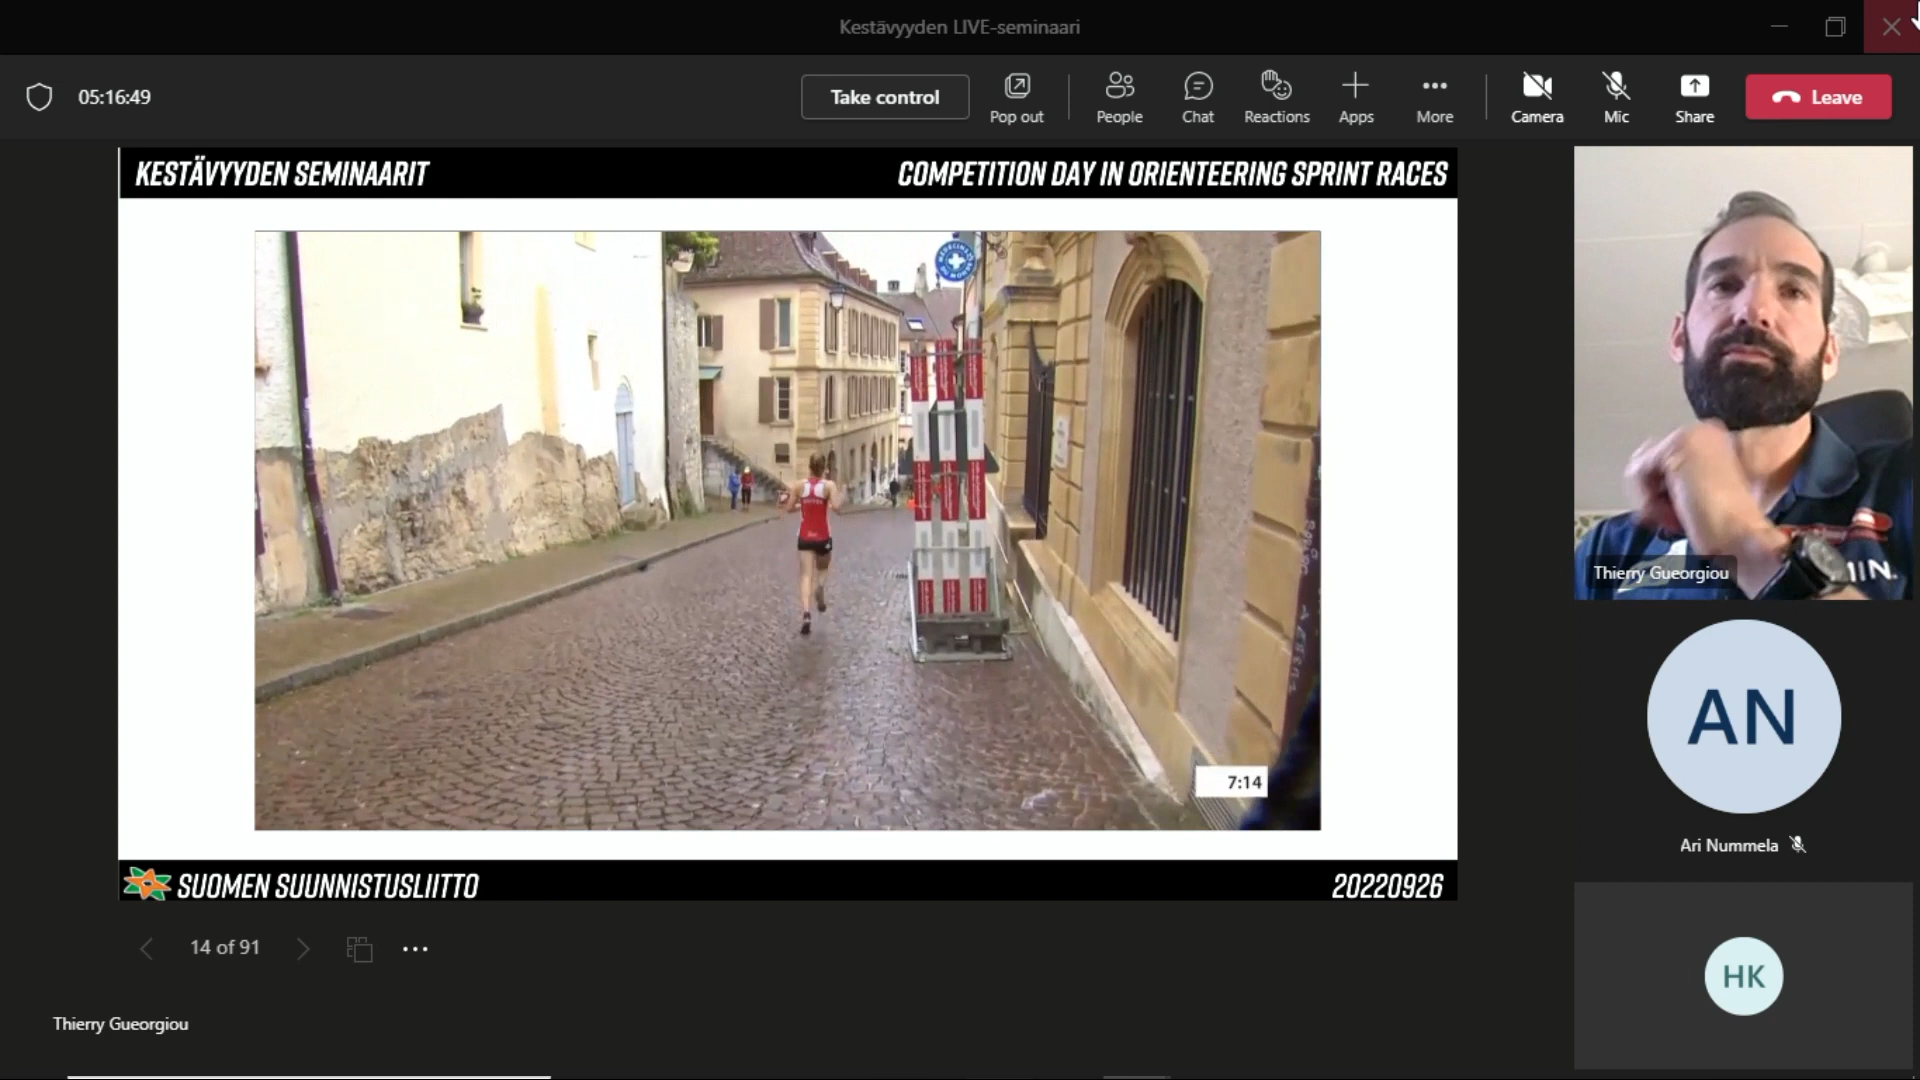 Kestävyyden LIVE-seminaari
05:16:49
Take control
Pop out
People
Chat
Reactions
Apps
More
Camera
Mic
Share
Leave
KESTÄVYYDEN SEMINAARIT
COMPETITION DAY IN ORIENTEERING SPRINT RACES
7:14
SUOMEN SUUNNISTUSLIITTO
20220926
14 of 91
Thierry Gueorgiou
Thierry Gueorgiou
AN
Ari Nummela
HK